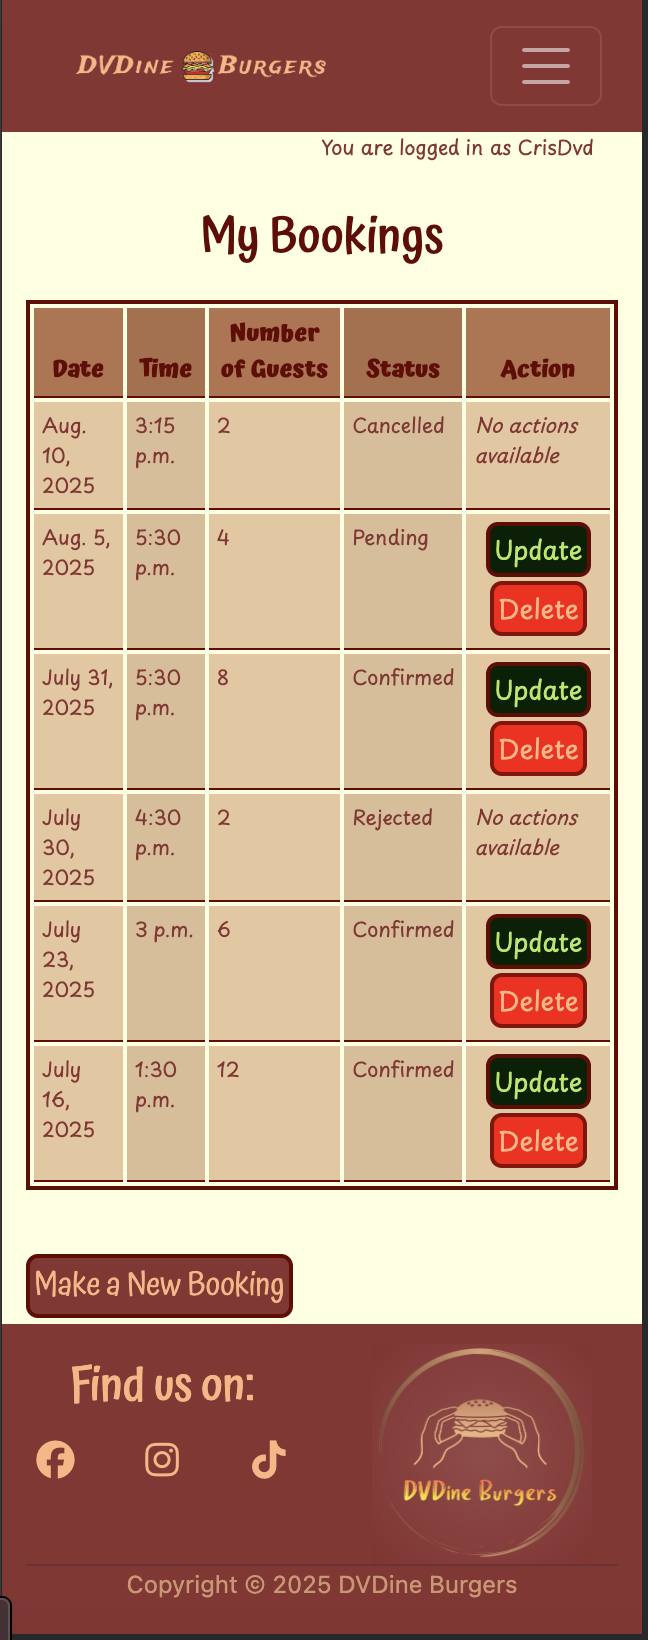 DVDine Burgers
You are logged in as CrisDvd
My Bookings
Date Time Number of Guests Status Action
Aug. 10, 2025 3:15 p.m. 2 Cancelled No actions available
Aug. 5, 2025 5:30 p.m. 4 Pending Update Delete
July 31, 2025 5:30 p.m. 8 Confirmed Update Delete
July 30, 2025 4:30 p.m. 2 Rejected No actions available
July 23, 2025 3 p.m. 6 Confirmed Update Delete
July 16, 2025 1:30 p.m. 12 Confirmed Update Delete
Make a New Booking
Find us on:
DVDine Burgers
Copyright © 2025 DVDine Burgers